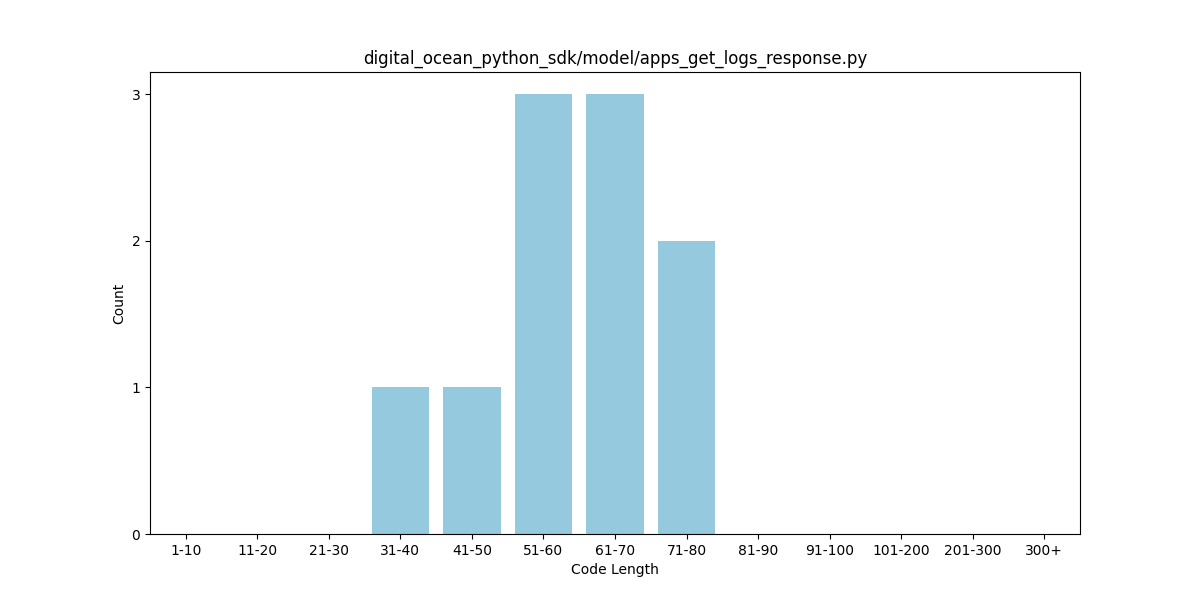 digital_ocean_python_sdk/model/apps_get_logs_response.py
3
2
1
0
Count
1-10 11-20 21-30 31-40 41-50 51-60 61-70 71-80 81-90 91-100 101-200 201-300 300+
Code Length